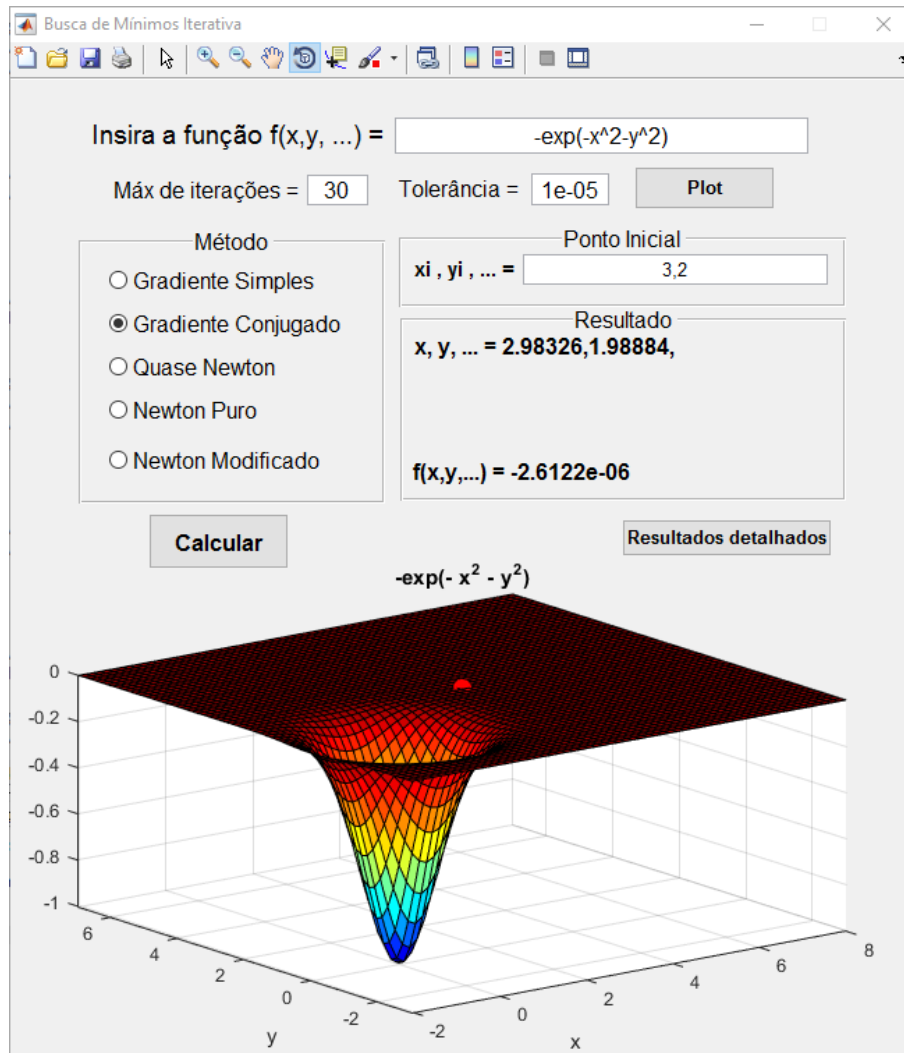 Busca de Mínimos Iterativa
Insira a função f(x,y, ...) = -exp(-x^2-y^2)
Máx de iterações = 30 Tolerância = 1e-05 Plot
Método
Gradiente Simples
Gradiente Conjugado
Quase Newton
Newton Puro
Newton Modificado
Ponto Inicial
xi , yi , ... = 3,2
Resultado
x, y, ... = 2.98326,1.98884,
f(x,y,...) = -2.6122e-06
Calcular
Resultados detalhados
-exp(- x² - y²)
0
-0.2
-0.4
-0.6
-0.8
-1
6
4
2
0
-2
y
-2
0
2
4
6
8
x